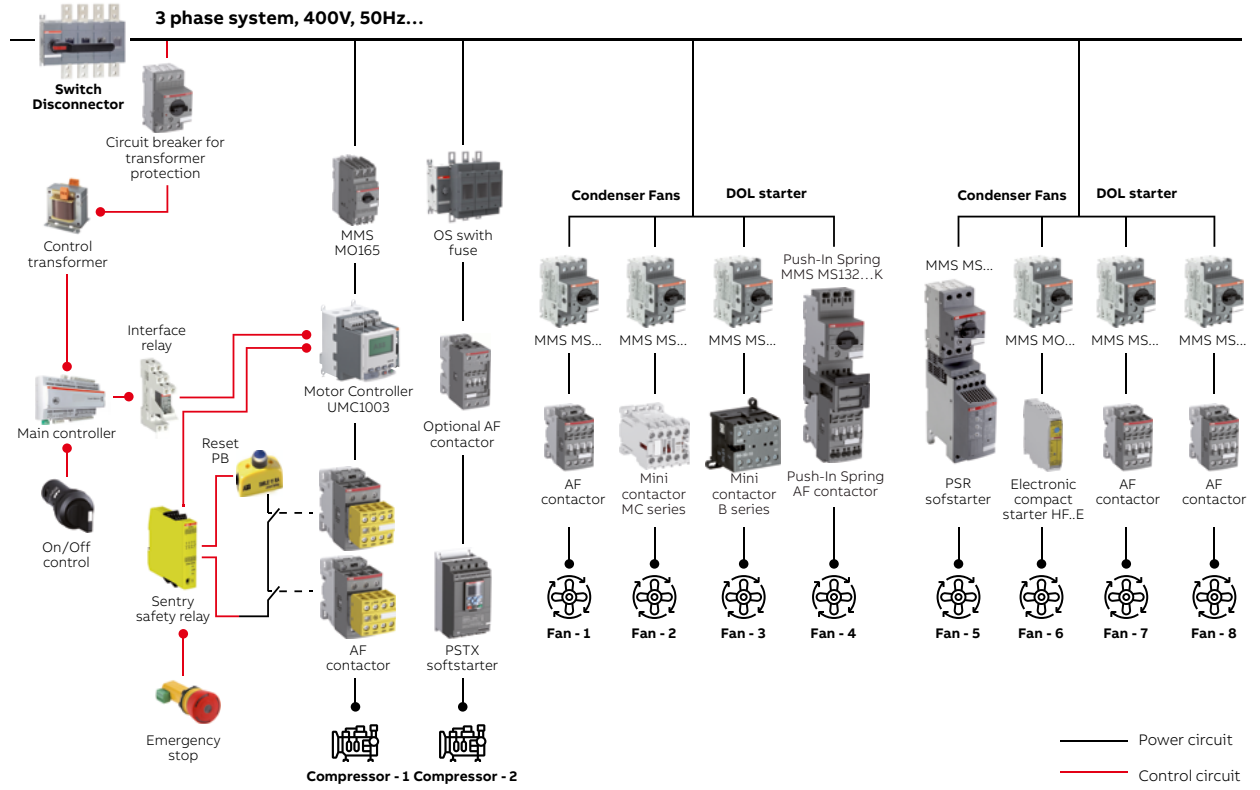 3 phase system, 400V, 50Hz...
Switch
Disconnector
Circuit breaker for
transformer
protection
Control
transformer
Interface
relay
Main controller
On/Off
control
Reset
PB
Sentry
safety relay
Emergency
stop
MMS
MO165
Motor Controller
UMC1003
AF
contactor
Compressor - 1
OS swith
fuse
Optional AF
contactor
PSTX
softstarter
Compressor - 2
Condenser Fans
DOL starter
MMS MS...
AF
contactor
Fan - 1
MMS MS...
Mini
contactor
MC series
Fan - 2
MMS MS...
Mini
contactor
B series
Fan - 3
Push-In Spring
MMS MS132...K
Push-In Spring
AF contactor
Fan - 4
Condenser Fans
DOL starter
MMS MS...
PSR
sofstarter
Fan - 5
MMS MO...
Electronic
compact
starter HF..E
Fan - 6
MMS MS...
AF
contactor
Fan - 7
MMS MS...
AF
contactor
Fan - 8
Power circuit
Control circuit